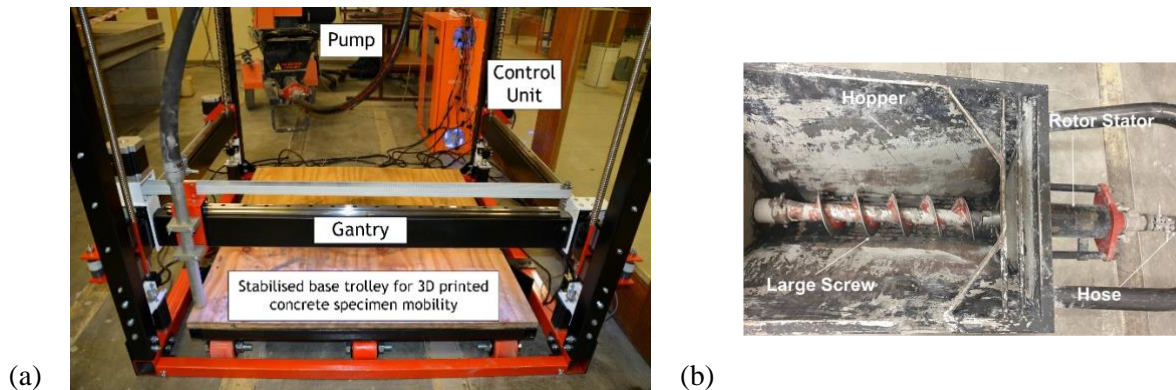 Pump
Control
Unit
Gantry
Stabilised base trolley for 3D printed
concrete specimen mobility
(a)
Hopper
Rotor Stator
Large Screw
Hose
(b)